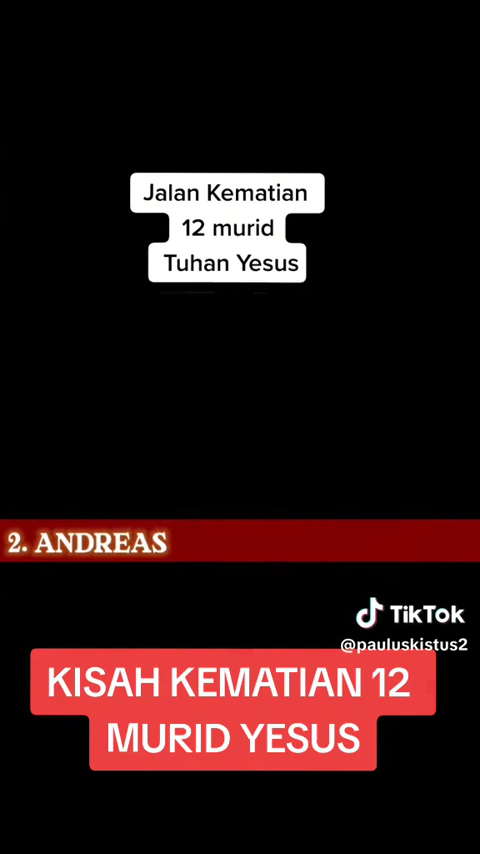 Jalan Kematian
12 murid
Tuhan Yesus
2. ANDREAS
TikTok
@pauluskistus2
KISAH KEMATIAN 12
MURID YESUS